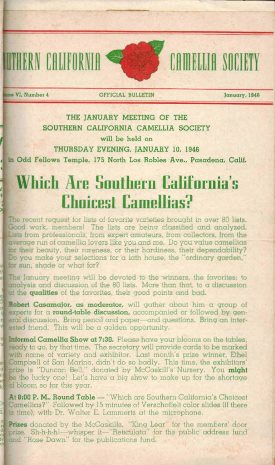 UTHERN CALIFORNIA CAMELLIA SOCIETY
me VI, Number 4 OFFICIAL BULLETIN January, 1946
THE JANUARY MEETING OF THE
SOUTHERN CALIFORNIA CAMELLIA SOCIETY
will be held on
THURSDAY EVENING, JANUARY 10, 1946
in Odd Fellows Temple, 175 North Los Robles Ave., Pasadena, Calif.
Which Are Southern California's
Choicest Camellias?
The recent request for lists of favorite varieties brought in over 80 lists.
Good work, members! The lists are being classified and analyzed.
Lists from professionals, from expert amateurs, from collectors, from the
average run of camellia lovers like you and me. Do you value camellias
for their beauty, their rareness, or their hardiness, their dependability?
Do you make your selections for a lath house, the "ordinary garden,"
for sun, shade or what for?
The January meeting will be devoted to the winners, the favorites; to
analysis and discussion of the 80 lists. More than that, to a discussion
of the qualities of the favorites, their good points and bad.
Robert Casamajor, as moderator, will gather about him a group of
experts for a round-table discussion, accompanied or followed by gen-
eral discussion. Bring pencil and paper—and questions. Bring an inter-
ested friend. This will be a golden opportunity.
Informal Camellia Show at 7:30. Please have your blooms on the tables,
ready to go, by that time. The secretary will provide cards to be marked
with name of variety and exhibitor. Last month's prize winner, Ethel
Campbell of San Marino, didn't do so badly. This time, the exhibitors
prize is "Duncan Bell," donated by McCaskill's Nursery. You might
be the lucky one! Let's have a big show to make up for the shortage
of bloom so far this year.
At 8:00 P. M., Round Table — "Which are Southern California's Choicest
Camellias?" Followed by 15 minutes of Verschaffelt color slides (if there
is time), with Dr. Walter E. Lammerts at the microphone.
Prizes donated by the McCaskills, "King Lear" for the members' door
prize. Sh-h-h-h!—whisper it—"Reticulata" for the public address fund
and "Rose Dawn" for the publications fund.